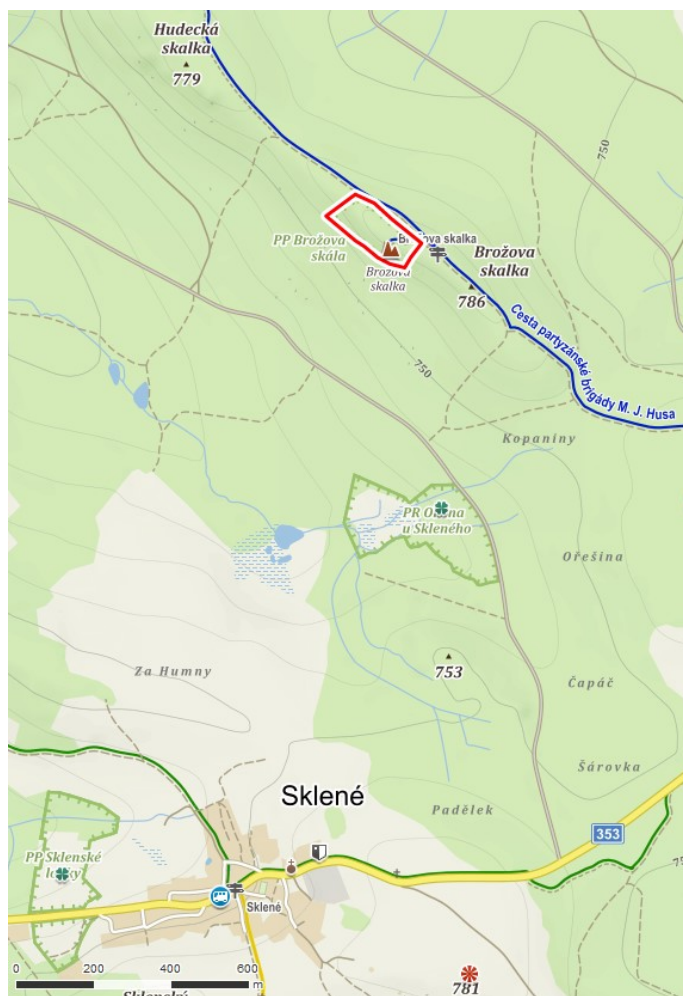 Hudecká
skalka
779
750
PP Brožova
skála
Brožova skalka
Brožova
skalka
Brožova
skalka
786
Cesta partyzánské brigády M. J. Husa
750
Kopaniny
PR Olšina
u Skleného
Ořešina
753
Za Humny
Čapáč
Šárovka
Sklené
Padělek
353
PP Sklenské
louky
Sklené
0 200 400 600
m
781
Sklenský